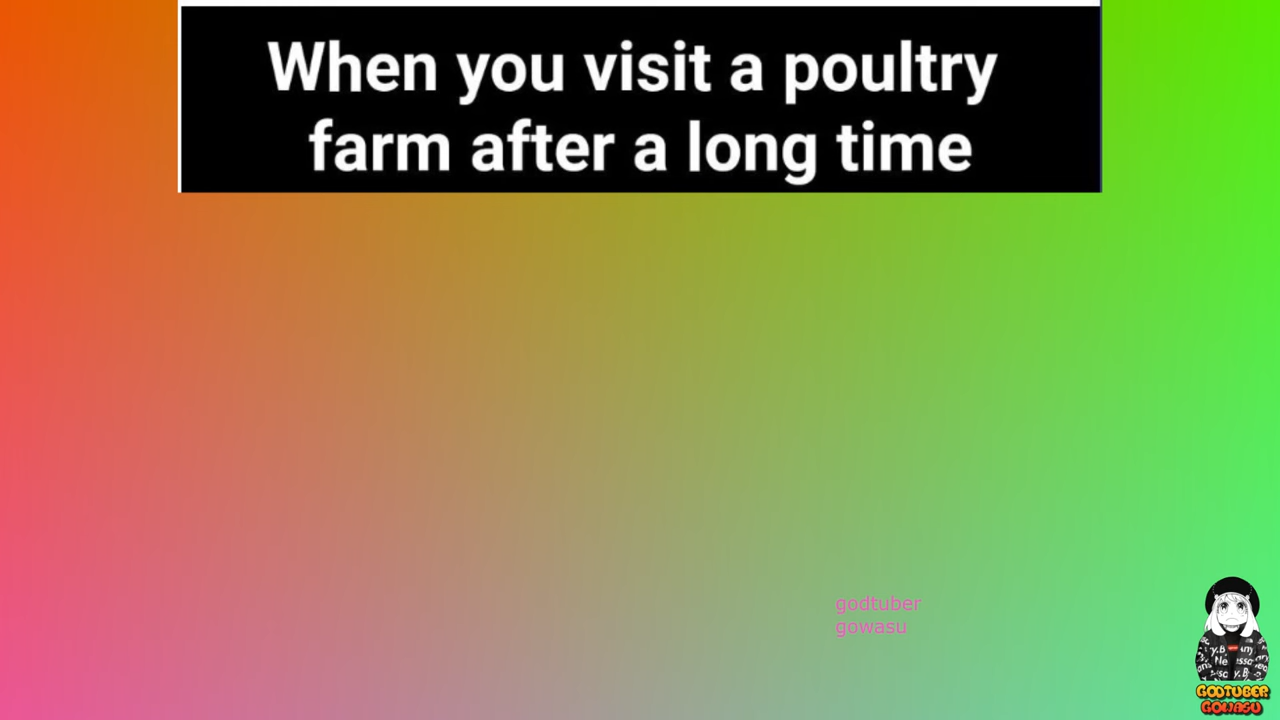 When you visit a poultry
farm after a long time
godtuber
gowasu
GODTUBER
GOWASU